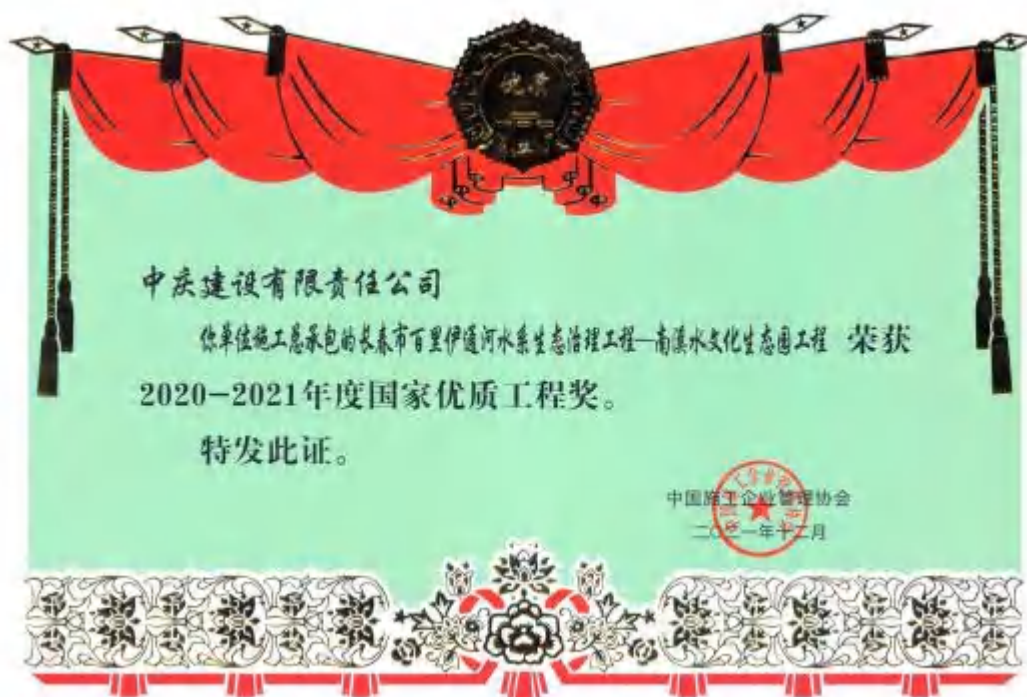 中庆建设有限责任公司
你单位施工总承包的长春市百里伊通河水系生态治理工程—南溪水文化生态园工程 荣获
2020-2021年度国家优质工程奖。
特发此证。
中国施工企业管理协会
二〇二一年十二月